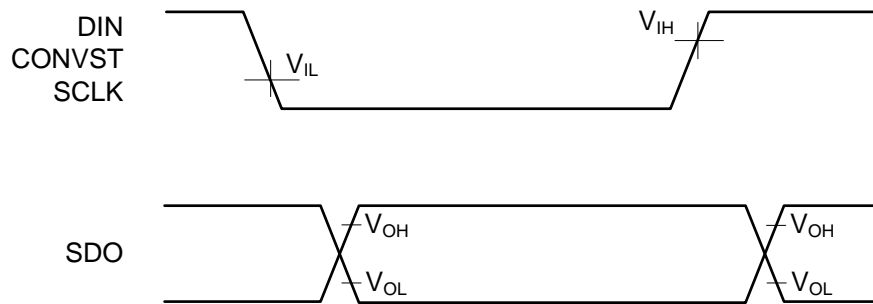 DIN
CONVST
SCLK
VIL
VIH
SDO
VOH
VOL
VOH
VOL